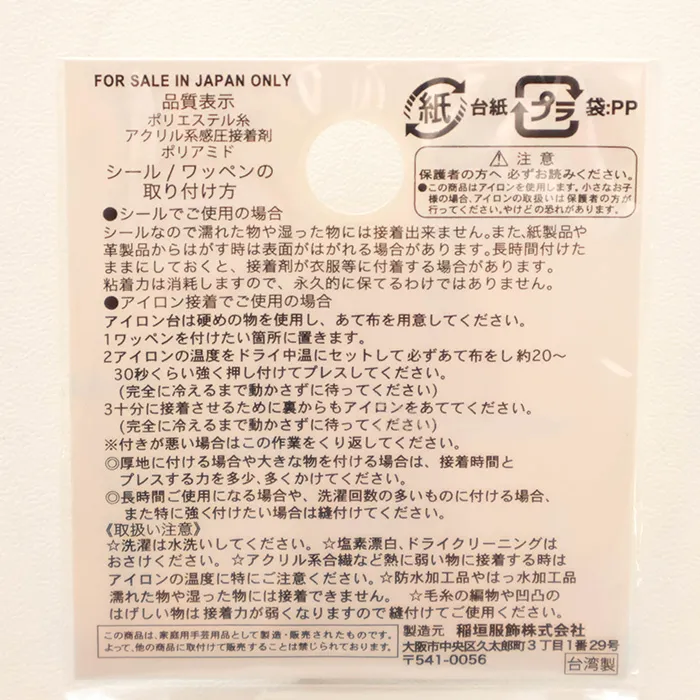 FOR SALE IN JAPAN ONLY
品質表示
ポリエステル糸
アクリル系感圧接着剤
ポリアミド
シール/ワッペンの
取り付け方
紙 台紙 プラ 袋:PP
注意
保護者の方へ 必ずお読みください。
●この商品はアイロンを使用します。小さなお子
様の場合、アイロンの取扱いは保護者の方が
行ってください。やけどの恐れがあります。
●シールでご使用の場合
シールなので濡れた物や湿った物には接着出来ません。また、紙製品や
革製品からはがす時は表面がはがれる場合があります。長時間付けた
ままにしておくと、接着剤が衣服等に付着する場合があります。
粘着力は消耗しますので、永久的に保てるわけではありません。
●アイロン接着でご使用の場合
アイロン台は硬めの物を使用し、あて布を用意してください。
1ワッペンを付けたい箇所に置きます。
2アイロンの温度をドライ中温にセットして必ずあて布をし約20〜
30秒くらい強く押し付けてプレスしてください。
(完全に冷えるまで動かさずに待ってください)
3十分に接着させるために裏からもアイロンをあててください。
(完全に冷えるまで動かさずに待ってください)
※付きが悪い場合はこの作業をくり返してください。
◎厚地に付ける場合や大きな物を付ける場合は、接着時間と
プレスする力を多少、多くかけてください。
◎長時間ご使用になる場合や、洗濯回数の多いものに付ける場合、
また特に強く付けたい場合は縫付けてください。
《取扱い注意》
☆洗濯は水洗いしてください。 ☆塩素漂白、ドライクリーニングは
おさけください。 ☆アクリル系合繊など熱に弱い物に接着する時は
アイロンの温度に特にご注意ください。 ☆防水加工品やはっ水加工品
濡れた物や湿った物には接着できません。 ☆毛糸の編物や凹凸の
はげしい物は接着力が弱くなりますので縫付けてご使用ください。
この商品は、家庭用手芸用品として製造・販売されたものです。
よって、他の商品に取付けて販売することは禁じられております。
製造元 稲垣服飾株式会社
大阪市中央区久太郎町3丁目1番29号
〒541-0056
台湾製